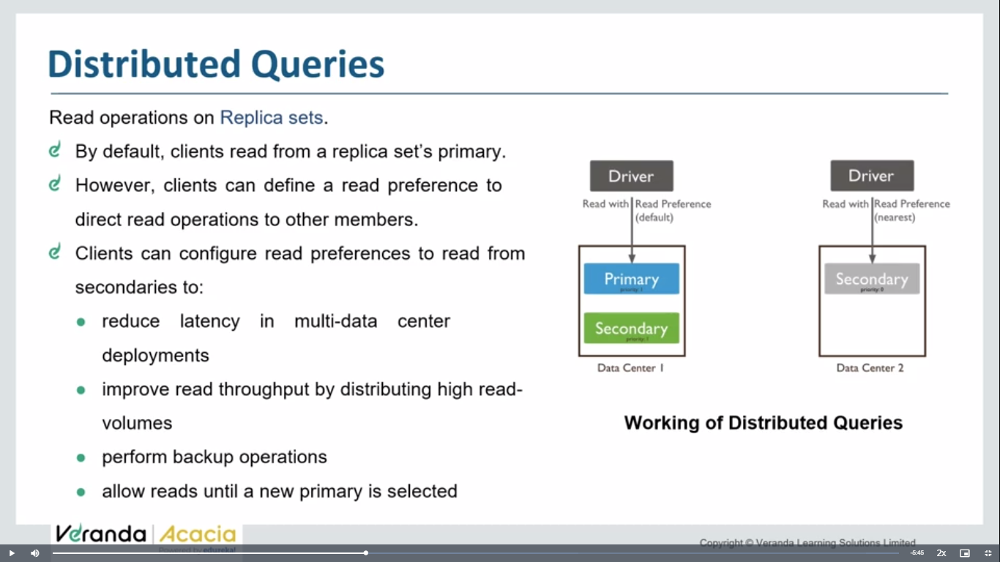 Distributed Queries
Read operations on Replica sets.
By default, clients read from a replica set's primary.
However, clients can define a read preference to
direct read operations to other members.
Clients can configure read preferences to read from
secondaries to:
reduce latency in multi-data center
deployments
improve read throughput by distributing high read-
volumes
perform backup operations
allow reads until a new primary is selected
Driver
Read with Read Preference
(default)
Primary
priority: 1
Secondary
priority: 1
Data Center 1
Driver
Read with Read Preference
(nearest)
Secondary
priority: 0
Data Center 2
Working of Distributed Queries
Veranda | Acacia
Powered by edureka!
Copyright © Veranda Learning Solutions Limited
-5:45
2x